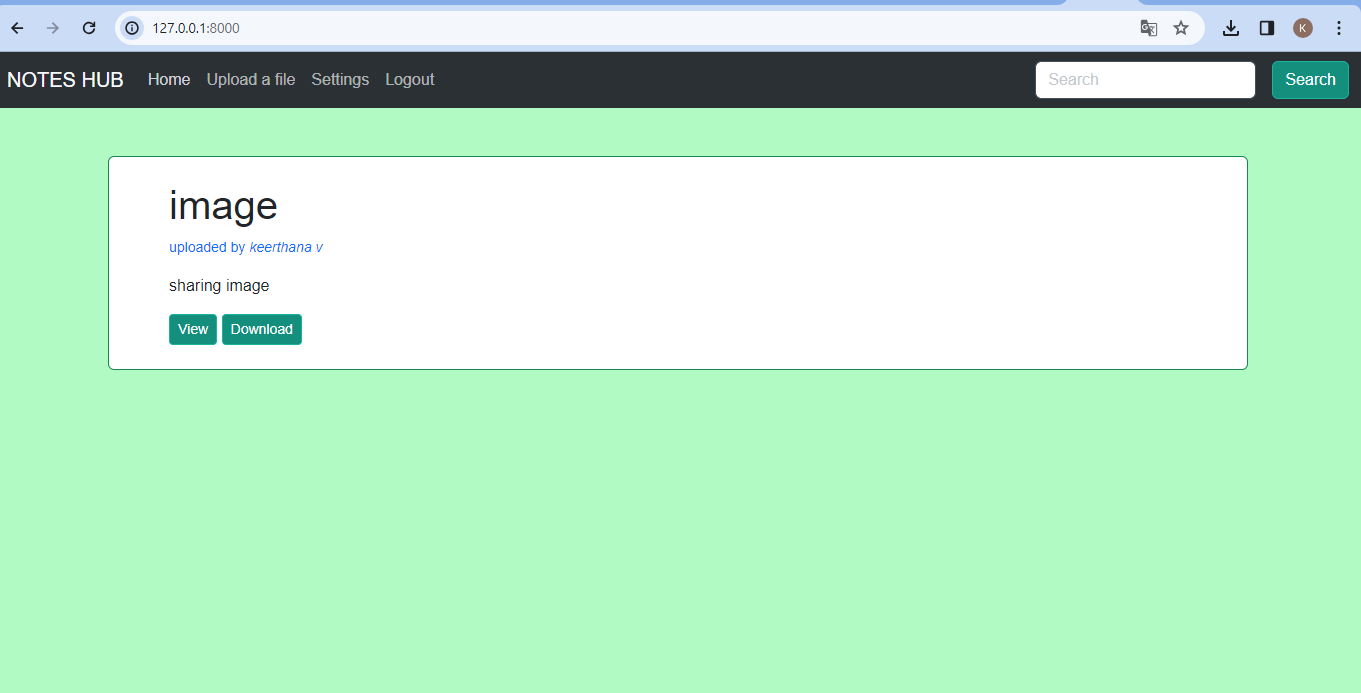 127.0.0.1:8000
K
NOTES HUB Home Upload a file Settings Logout Search Search
image
uploaded by keerthana v
sharing image
View Download